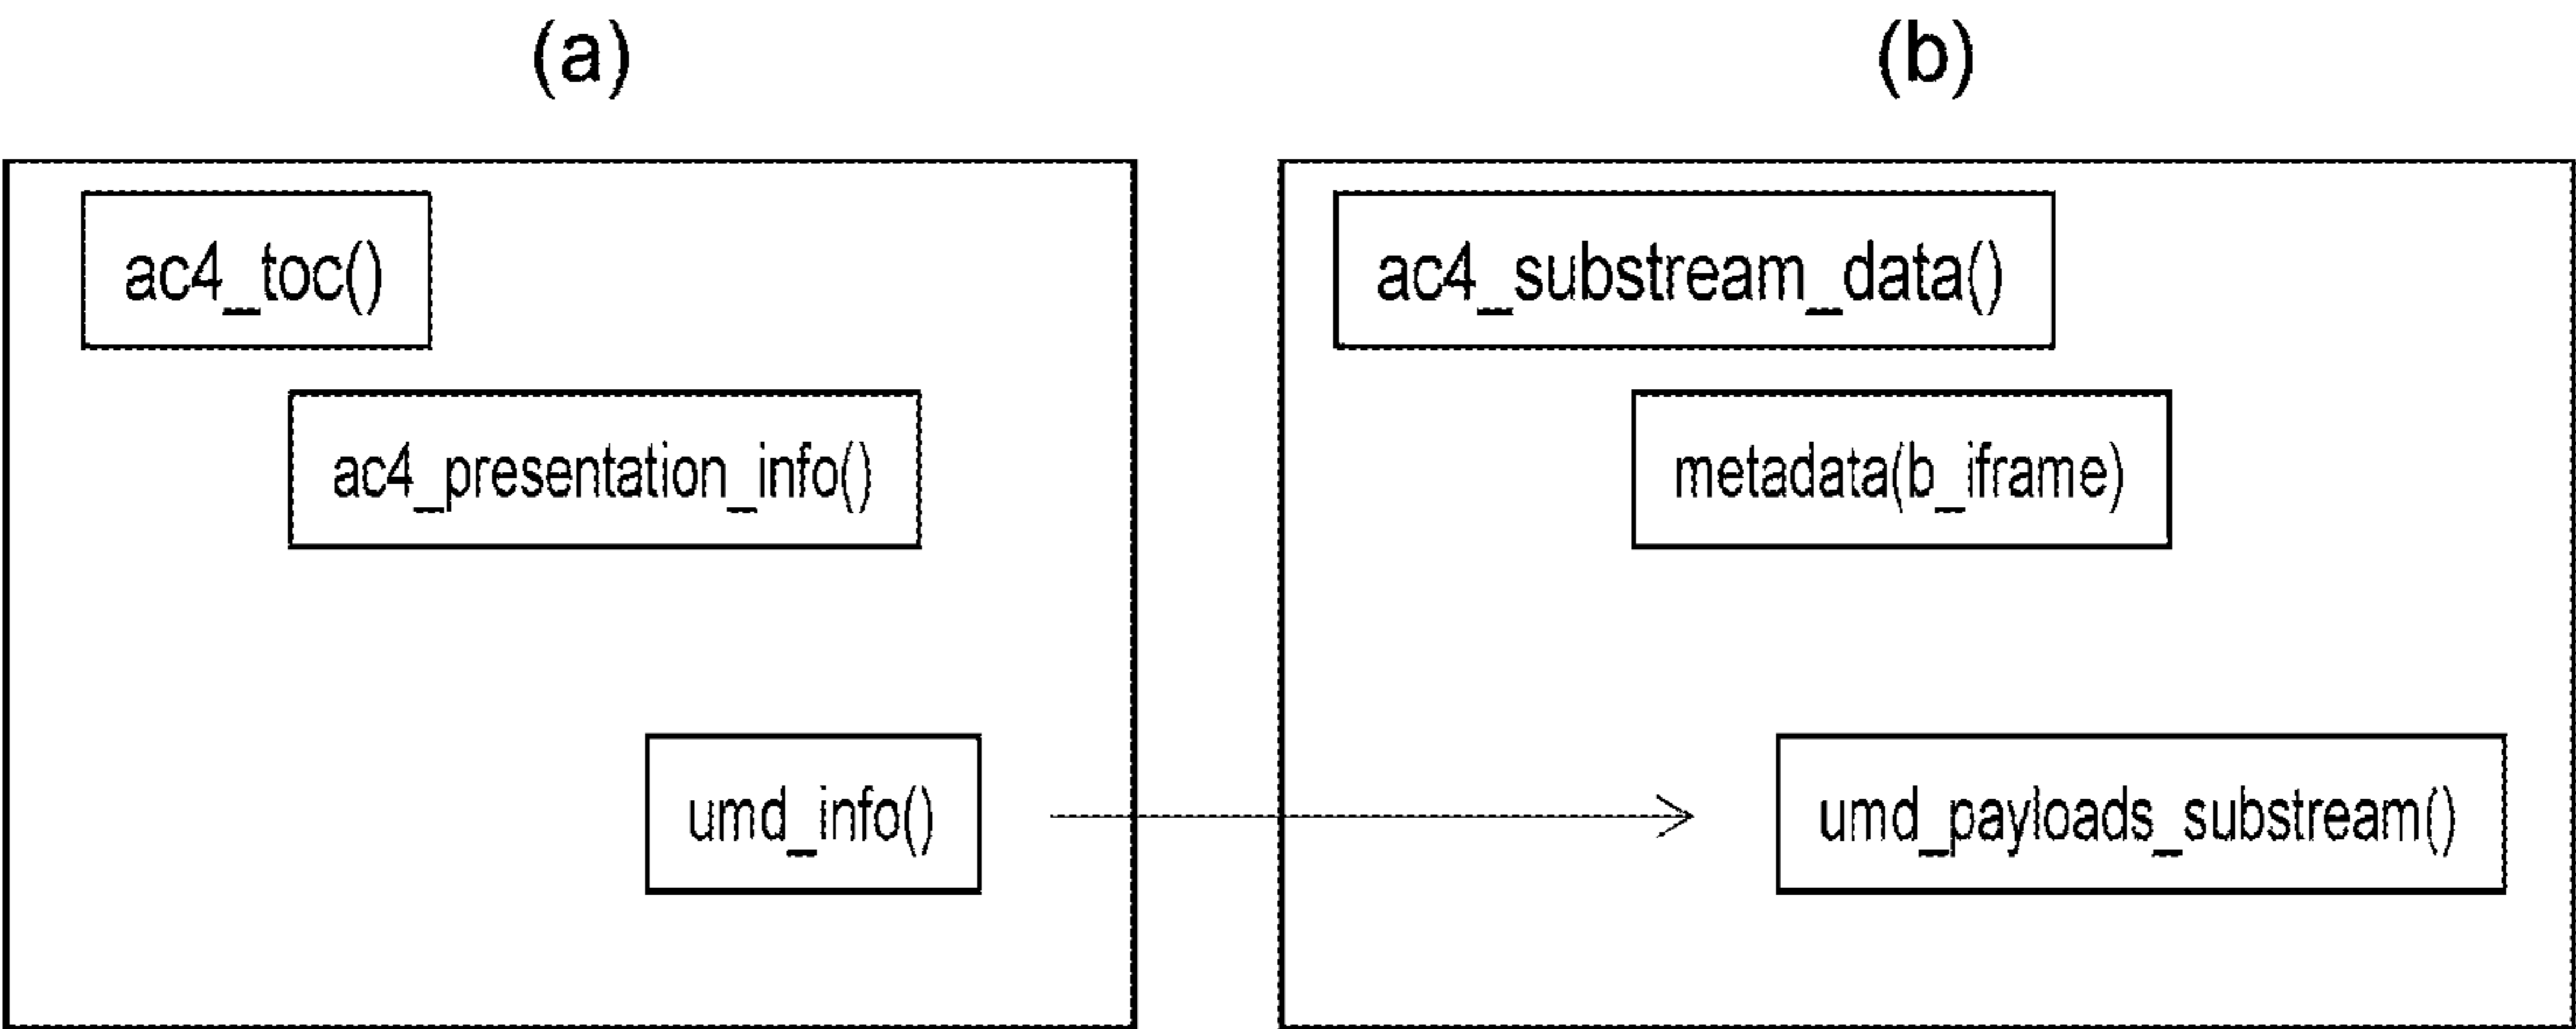 (a)
ac4_toc()
ac4_presentation_info()
umd_info()
(b)
ac4_substream_data()
metadata(b_iframe)
umd_payloads_substream()